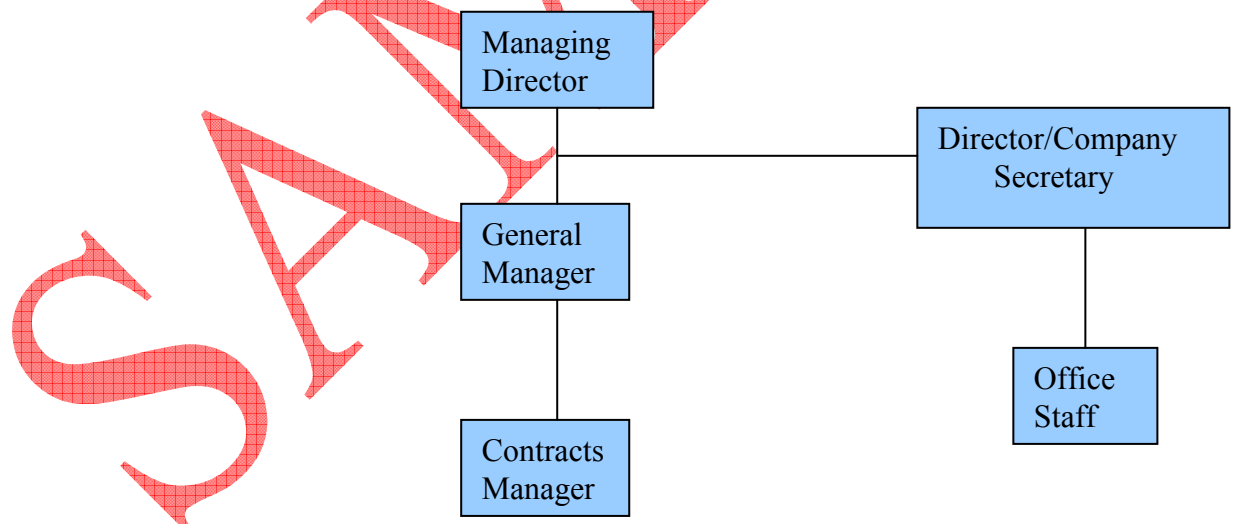 Managing
Director
Director/Company
Secretary
General
Manager
Office
Staff
Contracts
Manager
SAM